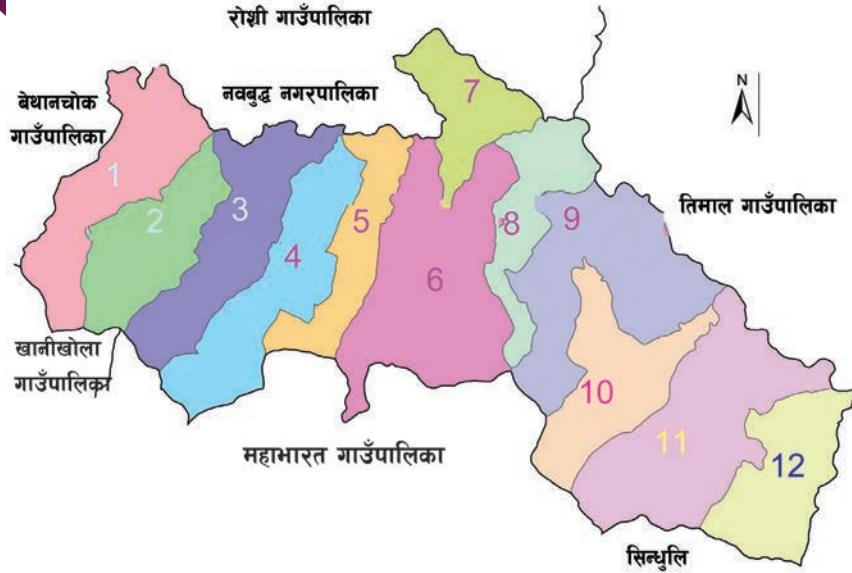 रोशी गाउँपालिका
नवबुद्ध नगरपालिका
बेथानचोक
गाउँपालिका
N
7
1
2
3
4
5
6
8
9
तिमाल गाउँपालिका
खानीखोला
गाउँपालिका
10
11
12
महाभारत गाउँपालिका
सिन्धुलि